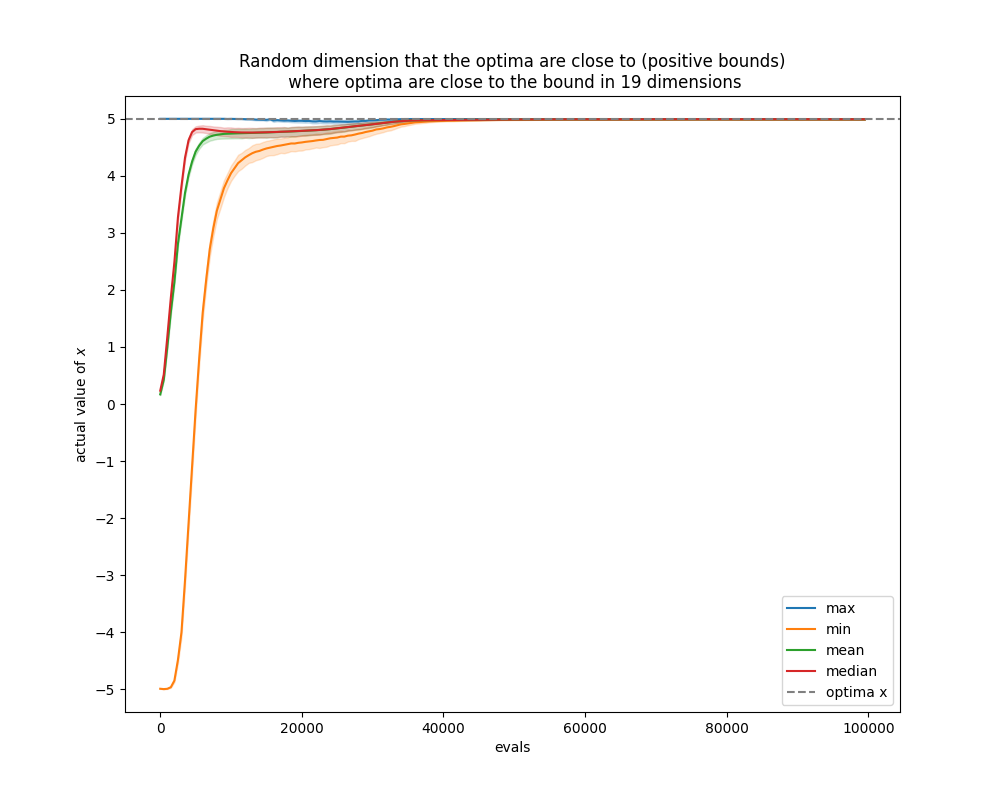 Random dimension that the optima are close to (positive bounds)
where optima are close to the bound in 19 dimensions
5
4
3
2
1
0
−1
−2
−3
−4
−5
actual value of x
0 20000 40000 60000 80000 100000
evals
max
min
mean
median
optima x